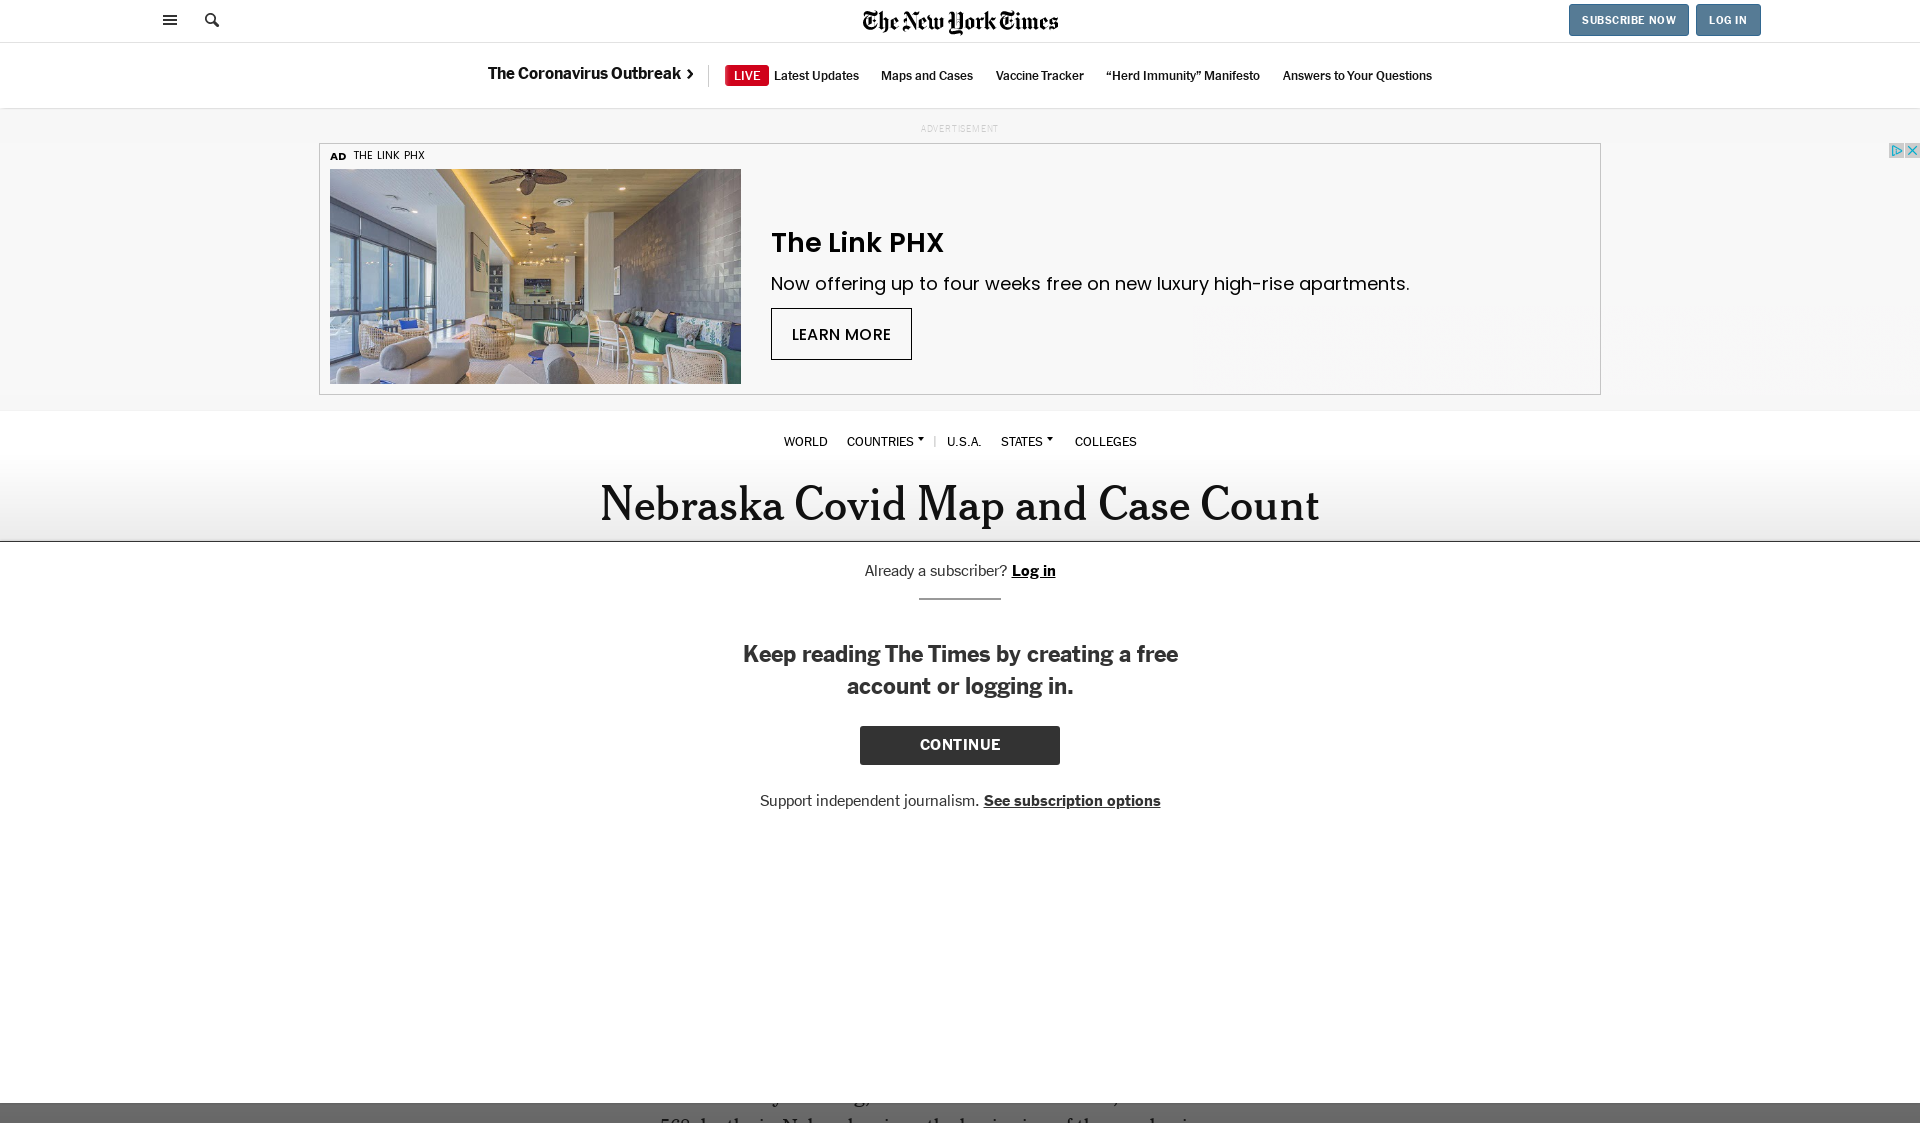 The New York Times
SUBSCRIBE NOW
LOG IN
The Coronavirus Outbreak ›
LIVE Latest Updates
Maps and Cases
Vaccine Tracker
“Herd Immunity” Manifesto
Answers to Your Questions
ADVERTISEMENT
AD THE LINK PHX
The Link PHX
Now offering up to four weeks free on new luxury high-rise apartments.
LEARN MORE
WORLD COUNTRIES | U.S.A. STATES COLLEGES
Nebraska Covid Map and Case Count
Already a subscriber? Log in
Keep reading The Times by creating a free
account or logging in.
CONTINUE
Support independent journalism. See subscription options